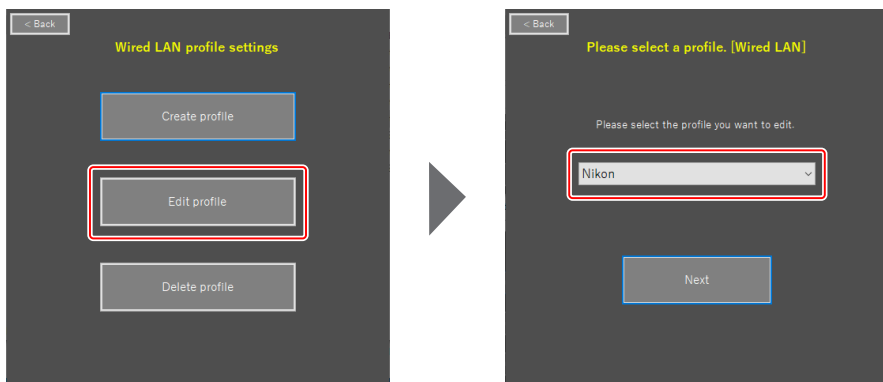 < Back
Wired LAN profile settings
Create profile
Edit profile
Delete profile
< Back
Please select a profile. [Wired LAN]
Please select the profile you want to edit.
Nikon
Next